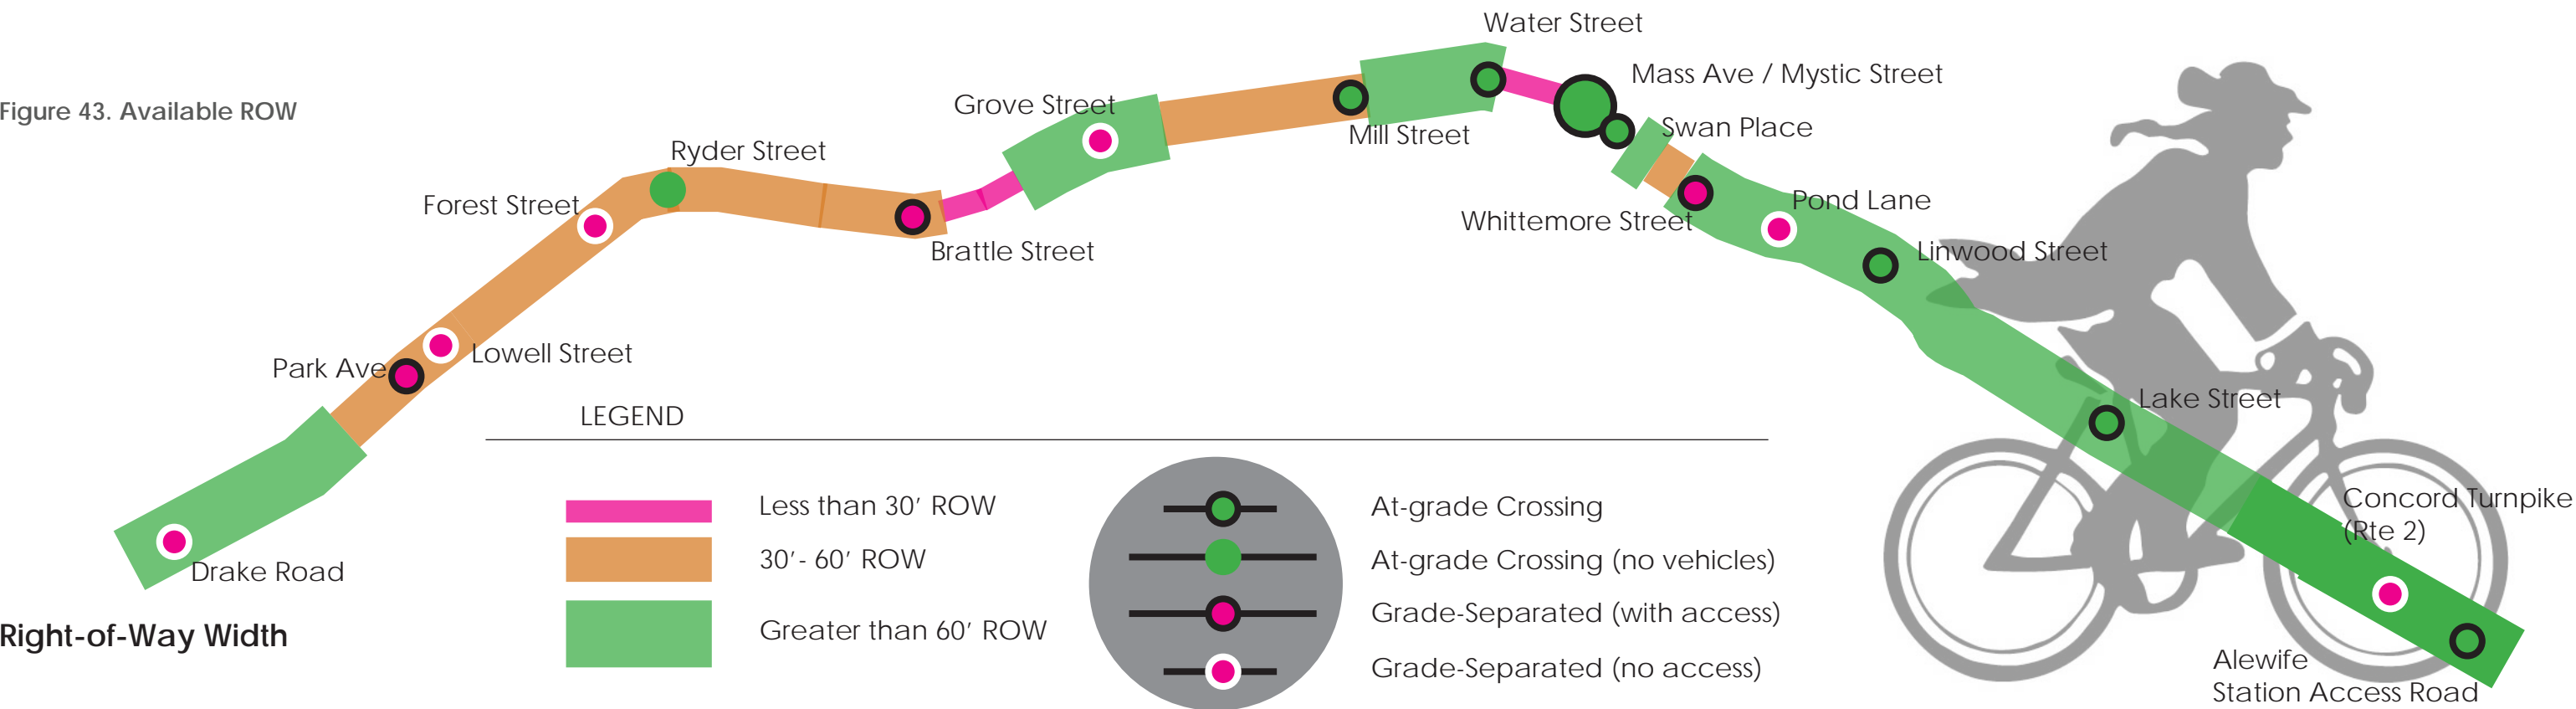 Water Street
Mass Ave / Mystic Street
Figure 43. Available ROW
Grove Street
Swan Place
Mill Street
Ryder Street
Pond Lane
Forest Street
Whittemore Street
Brattle Street
Linwood Street
Lowell Street
Park Ave
Lake Street
LEGEND
Concord Turnpike
(Rte 2)
Less than 30’ ROW
At-grade Crossing
30’- 60’ ROW
At-grade Crossing (no vehicles)
Drake Road
Grade-Separated (with access)
Right-of-Way Width
Greater than 60’ ROW
Grade-Separated (no access)
Alewife
Station Access Road